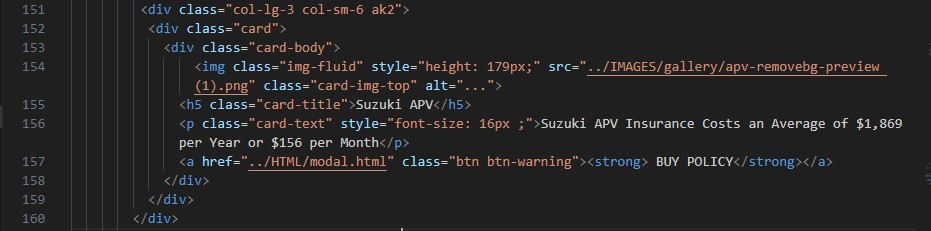 151 <div class="col-lg-3 col-sm-6 ak2">
152 <div class="card">
153 <div class="card-body">
154 <img class="img-fluid" style="height: 179px;" src="../IMAGES/gallery/apv-removebg-preview
(1).png" class="card-img-top" alt="...">
155 <h5 class="card-title">Suzuki APV</h5>
156 <p class="card-text" style="font-size: 16px ;">Suzuki APV Insurance Costs an Average of $1,869
per Year or $156 per Month</p>
157 <a href="../HTML/modal.html" class="btn btn-warning"><strong> BUY POLICY</strong></a>
158 </div>
159 </div>
160 </div>